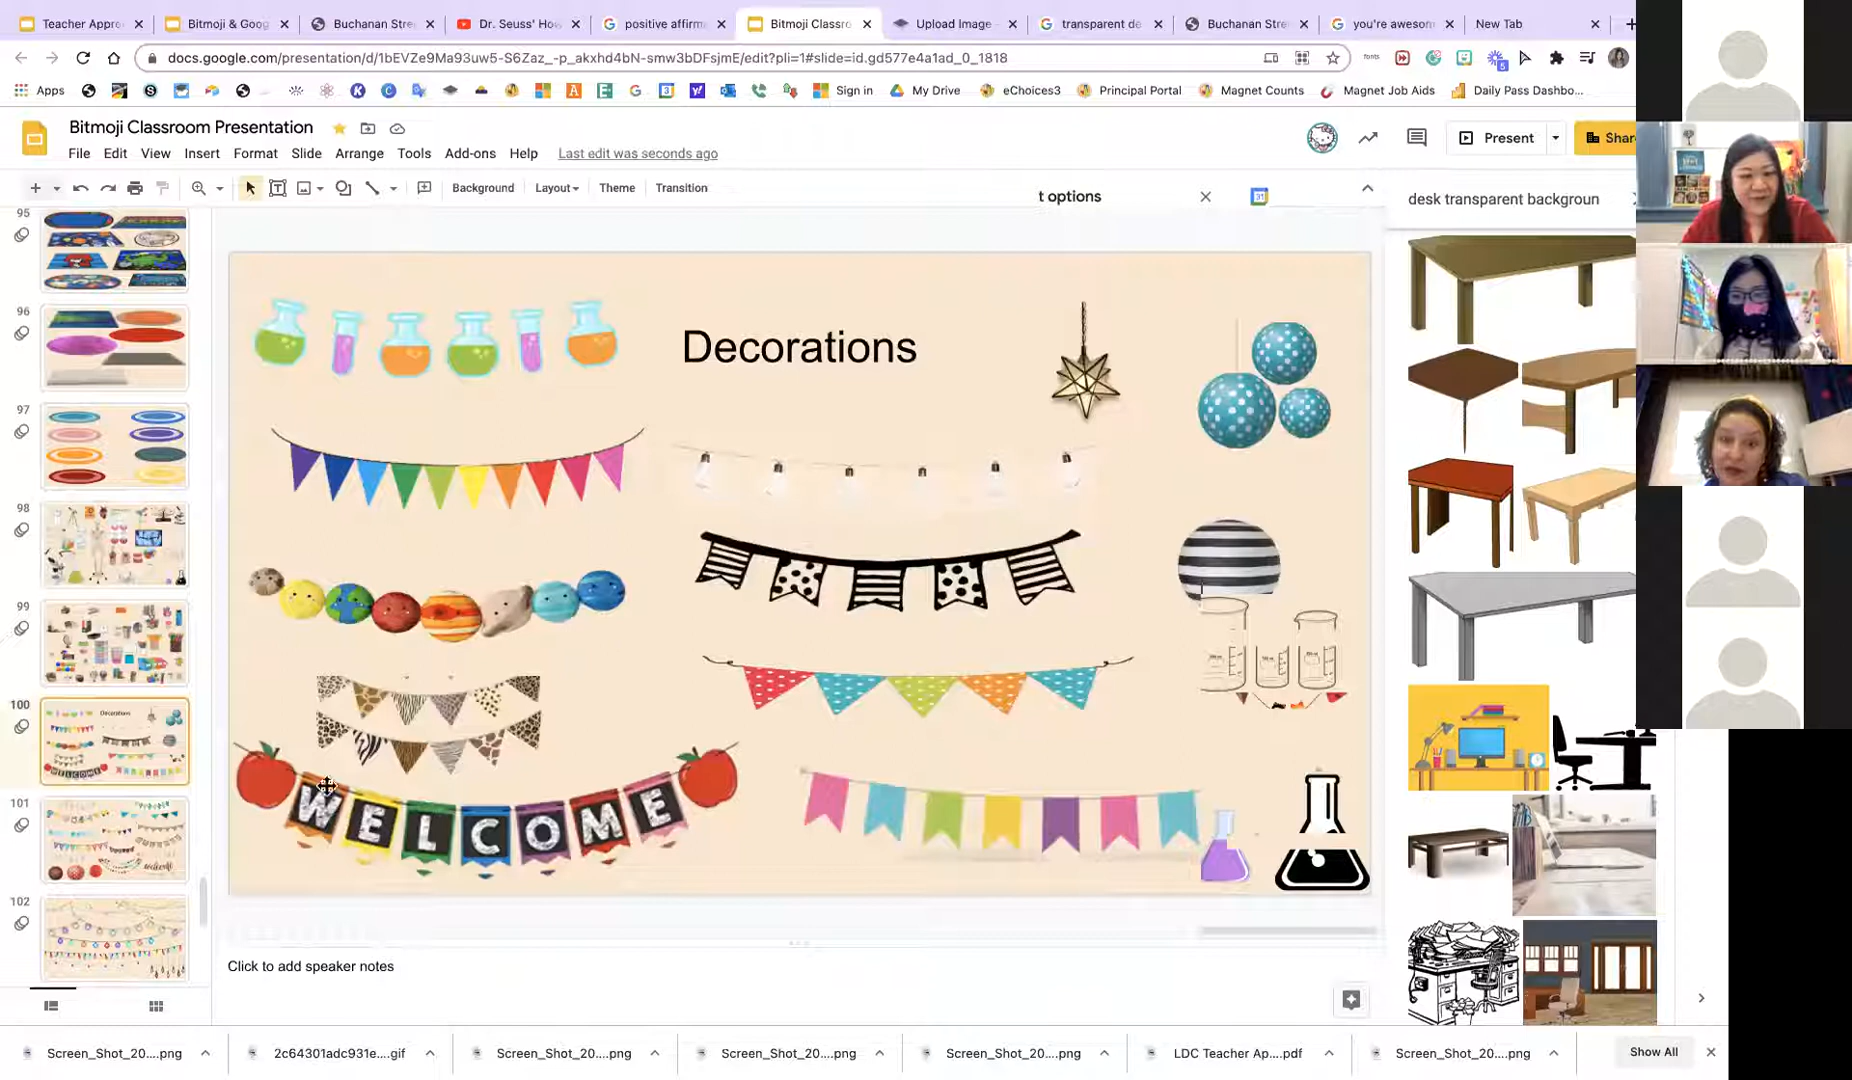 Teacher Appre
Bitmoji & Goog
Buchanan Stre
Dr. Seuss' How
positive affirm
Bitmoji Classro
Upload Image
transparent de
Buchanan Stre
you're awesom
New Tab
docs.google.com/presentation/d/1bEVZe9Ma93uw5-S6Zaz_-p_akxhd4bN-smw3bDFsjmE/edit?pli=1#slide=id.gd577e4a1ad_0_1818
Apps
Sign in
My Drive
eChoices3
Principal Portal
Magnet Counts
Magnet Job Aids
Daily Pass Dashbo...
Bitmoji Classroom Presentation
Present
Share
File Edit View Insert Format Slide Arrange Tools Add-ons Help
Last edit was seconds ago
Background Layout Theme Transition
t options
desk transparent backgroun
95
96
97
98
99
100
101
102
Decorations
WELCOME
Click to add speaker notes
Screen_Shot_20....png
2c64301adc931e....gif
Screen_Shot_20....png
Screen_Shot_20....png
Screen_Shot_20....png
LDC Teacher Ap....pdf
Screen_Shot_20....png
Show All